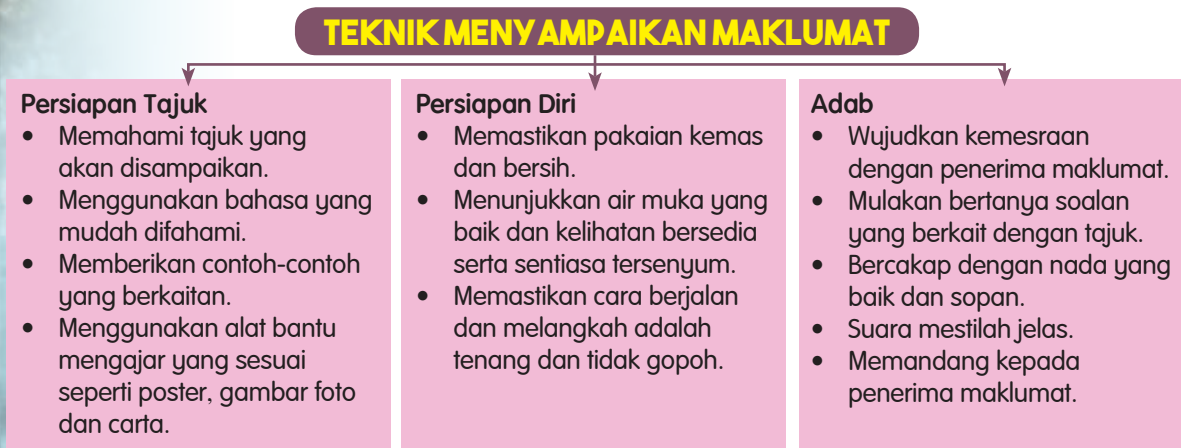 TEKNIK MENYAMPAIKAN MAKLUMAT
Persiapan Tajuk
• Memahami tajuk yang
akan disampaikan.
• Menggunakan bahasa yang
mudah difahami.
• Memberikan contoh-contoh
yang berkaitan.
• Menggunakan alat bantu
mengajar yang sesuai
seperti poster, gambar foto
dan carta.
Persiapan Diri
• Memastikan pakaian kemas
dan bersih.
• Menunjukkan air muka yang
baik dan kelihatan bersedia
serta sentiasa tersenyum.
• Memastikan cara berjalan
dan melangkah adalah
tenang dan tidak gopoh.
Adab
• Wujudkan kemesraan
dengan penerima maklumat.
• Mulakan bertanya soalan
yang berkait dengan tajuk.
• Bercakap dengan nada yang
baik dan sopan.
• Suara mestilah jelas.
• Memandang kepada
penerima maklumat.